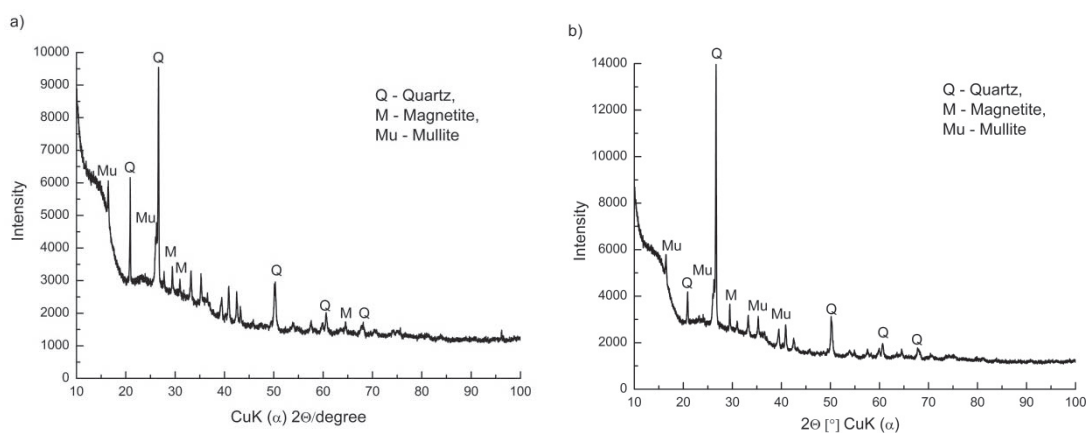 a)
Intensity
10000
9000
8000
7000
6000
5000
4000
3000
2000
1000
0
Q
Q - Quartz,
M - Magnetite,
Mu - Mullite
Mu
Q
Mu
M
M
Q
Q
M
Q
10 20 30 40 50 60 70 80 90 100
CuK (α) 2Θ/degree
b)
Intensity
14000
12000
10000
8000
6000
4000
2000
0
Q
Q - Quartz,
M - Magnetite,
Mu - Mullite
Mu
Q
Mu
M
Mu
Mu
Q
Q
Q
10 20 30 40 50 60 70 80 90 100
2Θ [°] CuK (α)